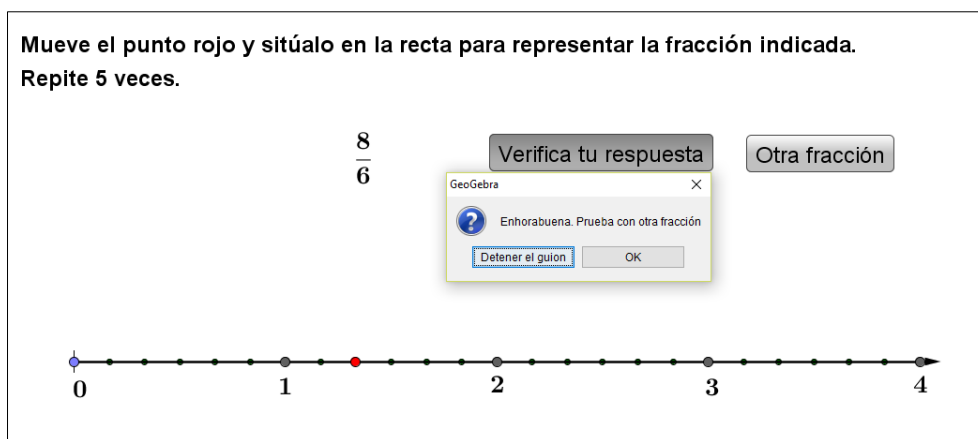 Mueve el punto rojo y sitúalo en la recta para representar la fracción indicada.
Repite 5 veces.
8
6
Verifica tu respuesta
Otra fracción
GeoGebra
Enhorabuena. Prueba con otra fracción
Detener el guion
OK
0 1 2 3 4